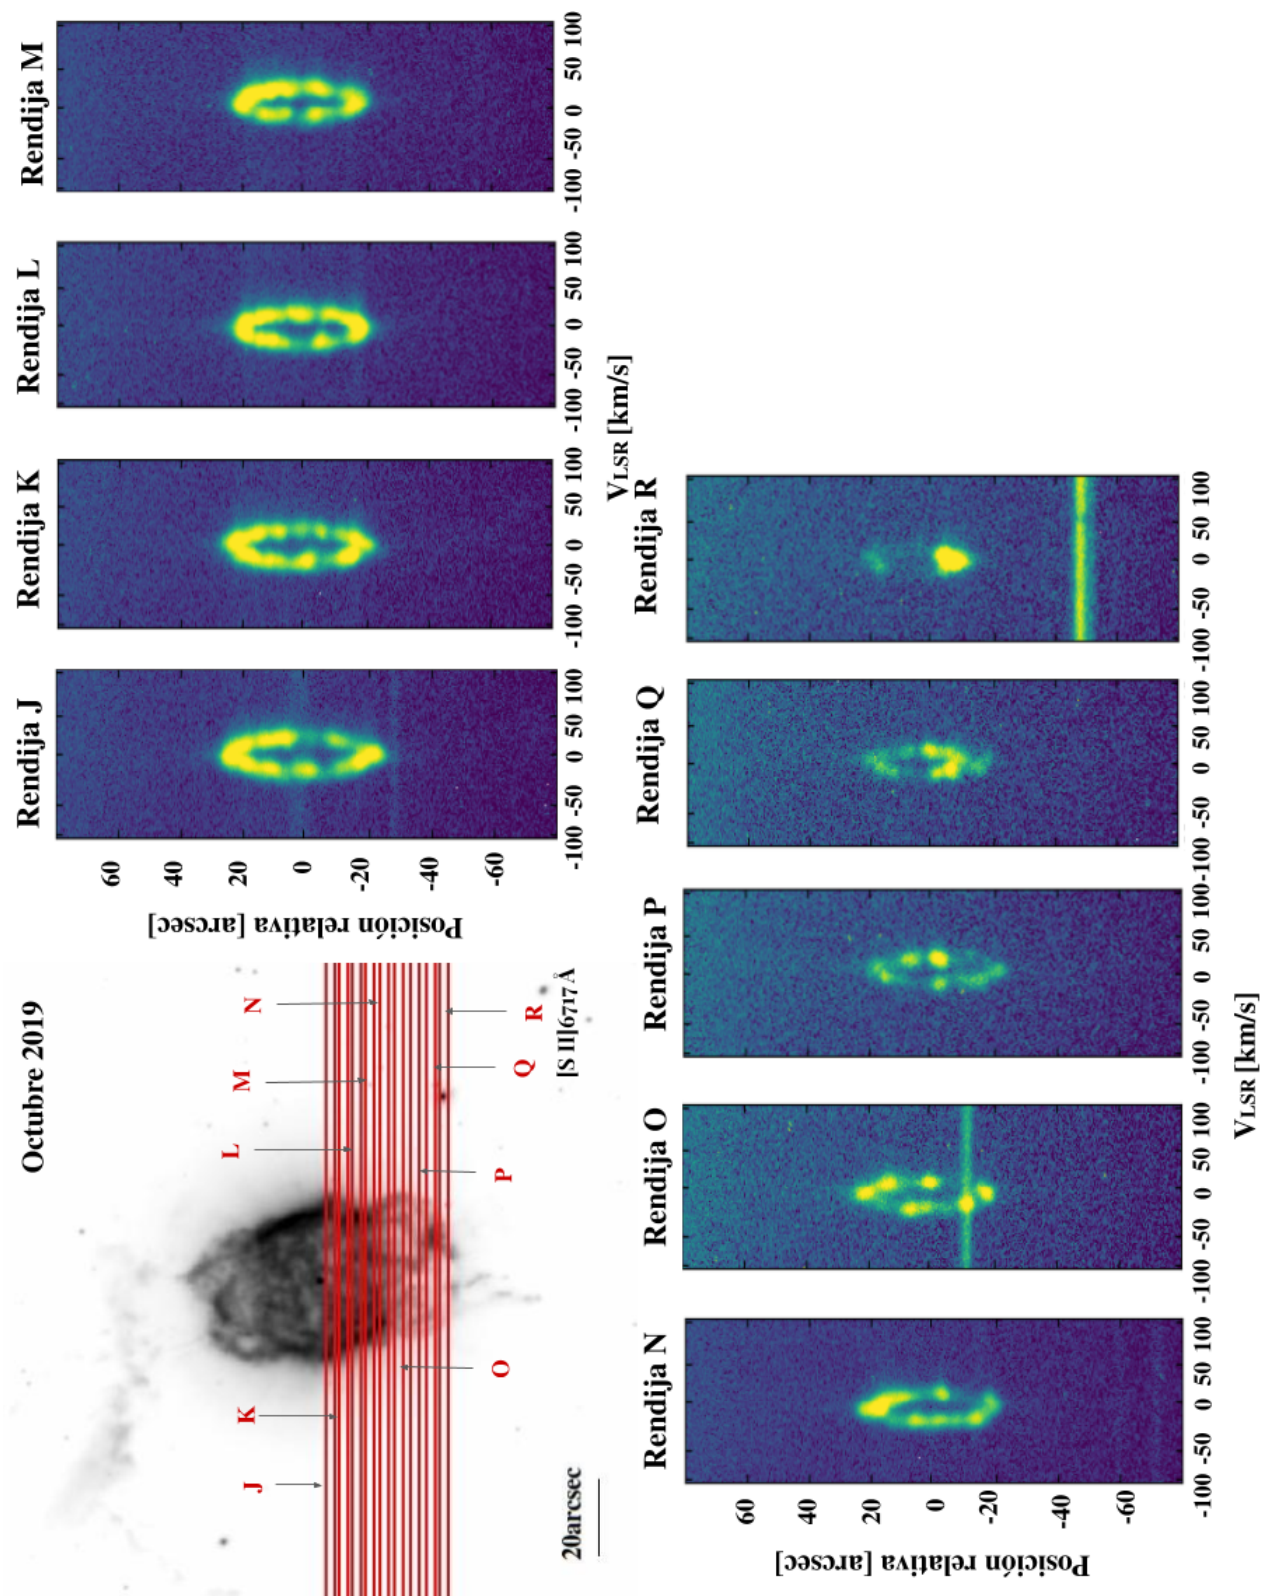 Octubre 2019
J
K
L
M
N
O
P
Q
R
20arcsec
[S II]6717Å
Rendija J
Rendija K
Rendija L
Rendija M
Posición relativa [arcsec]
60
40
20
0
-20
-40
-60
-100 -50 0 50 100
-100 -50 0 50 100
-100 -50 0 50 100
-100 -50 0 50 100
VLSR [km/s]
Rendija N
Rendija O
Rendija P
Rendija Q
Rendija R
Posición relativa [arcsec]
60
40
20
0
-20
-40
-60
-100 -50 0 50 100
-100 -50 0 50 100
-100 -50 0 50 100
-100 -50 0 50 100
-100 -50 0 50 100
VLSR [km/s]